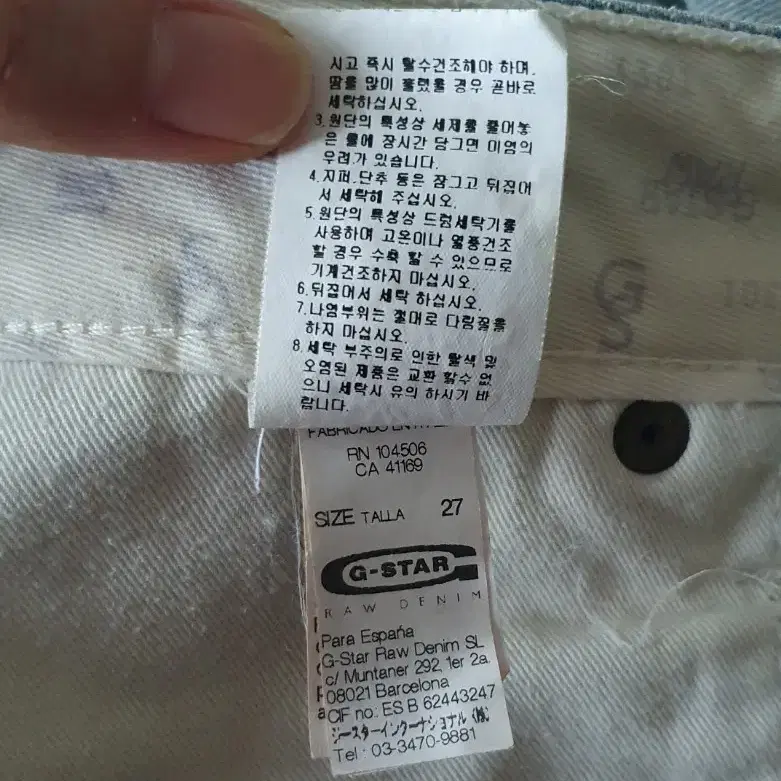 시고 즉시 탈수건조해야 하며,
땀을 많이 흘렸을 경우 곧바로
세탁하십시오.
3.원단의 특성상 세제를 풀어놓
은 물에 장시간 담그면 이염의
우려가 있습니다.
4.지퍼.단추 등은 잠그고 뒤집어
서 세탁해 주십시오.
5.원단의 특성상 드럼세탁기를
사용하여 고온이나 열풍건조
할 경우 수축 할 수 있으므로
기계건조하지 마십시오.
6.뒤집어서 세탁 하십시오.
7.나염부위는 절대로 다림질을
하지 마십시오.
8.세탁 부주의로 인한 탈색 및
오염된 제품은 교환 할수 없
으니 세탁시 유의 하시기 바
랍니다.
RN 104506
CA 41169
SIZE TALLA 27
G-STAR
RAW DENIM
Para España
G-Star Raw Denim SL
c/ Muntaner 292, 1er 2a.
08021 Barcelona
CIF no.: ES B 62443247
ジースターインターナショナル (株)
Tel : 03-3470-9881
GS